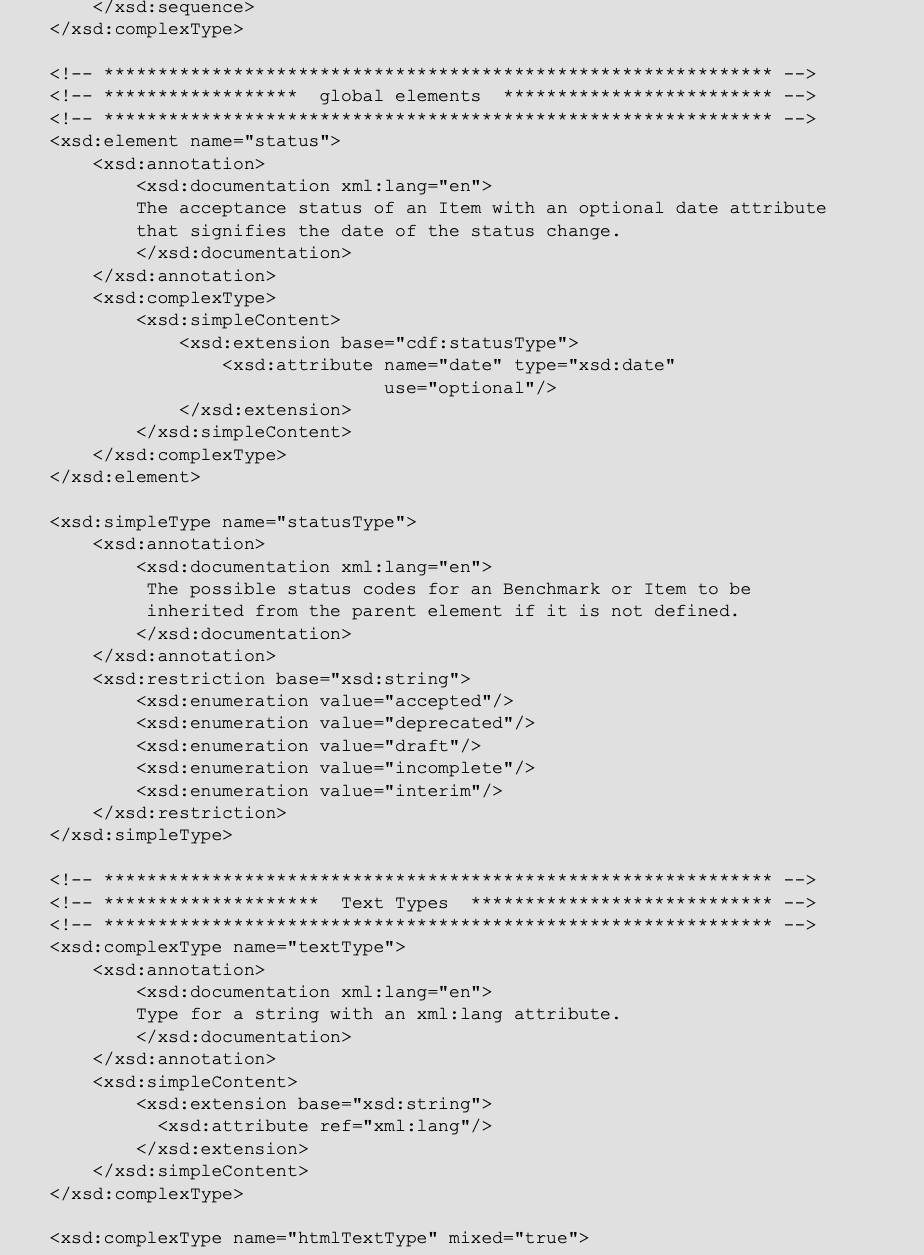 </xsd:sequence>
</xsd:complexType>

<!-- ************************************************************** -->
<!-- ******************  global elements  ************************* -->
<!-- ************************************************************** -->
<xsd:element name="status">
    <xsd:annotation>
        <xsd:documentation xml:lang="en">
        The acceptance status of an Item with an optional date attribute
        that signifies the date of the status change.
        </xsd:documentation>
    </xsd:annotation>
    <xsd:complexType>
        <xsd:simpleContent>
            <xsd:extension base="cdf:statusType">
                <xsd:attribute name="date" type="xsd:date"
                               use="optional"/>
            </xsd:extension>
        </xsd:simpleContent>
    </xsd:complexType>
</xsd:element>

<xsd:simpleType name="statusType">
    <xsd:annotation>
        <xsd:documentation xml:lang="en">
         The possible status codes for an Benchmark or Item to be
         inherited from the parent element if it is not defined.
        </xsd:documentation>
    </xsd:annotation>
    <xsd:restriction base="xsd:string">
        <xsd:enumeration value="accepted"/>
        <xsd:enumeration value="deprecated"/>
        <xsd:enumeration value="draft"/>
        <xsd:enumeration value="incomplete"/>
        <xsd:enumeration value="interim"/>
    </xsd:restriction>
</xsd:simpleType>

<!-- ************************************************************** -->
<!-- ********************  Text Types  **************************** -->
<!-- ************************************************************** -->
<xsd:complexType name="textType">
    <xsd:annotation>
        <xsd:documentation xml:lang="en">
        Type for a string with an xml:lang attribute.
        </xsd:documentation>
    </xsd:annotation>
    <xsd:simpleContent>
        <xsd:extension base="xsd:string">
          <xsd:attribute ref="xml:lang"/>
        </xsd:extension>
    </xsd:simpleContent>
</xsd:complexType>

<xsd:complexType name="htmlTextType" mixed="true">